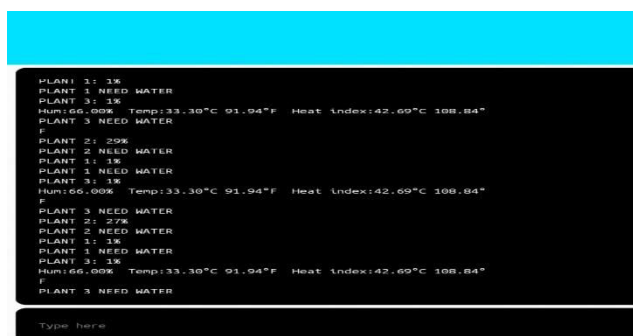 PLANT 1: 1%
PLANT 1 NEED WATER
PLANT 3: 1%
Hum:66.00% Temp:33.30°C 91.94°F Heat index:42.69°C 108.84°
PLANT 3 NEED WATER
F
PLANT 2: 29%
PLANT 2 NEED WATER
PLANT 1: 1%
PLANT 1 NEED WATER
PLANT 3: 1%
Hum:66.00% Temp:33.30°C 91.94°F Heat index:42.69°C 108.84°
F
PLANT 3 NEED WATER
PLANT 2: 27%
PLANT 2 NEED WATER
PLANT 1: 1%
PLANT 1 NEED WATER
PLANT 3: 1%
Hum:66.00% Temp:33.30°C 91.94°F Heat index:42.69°C 108.84°
F
PLANT 3 NEED WATER
Type here